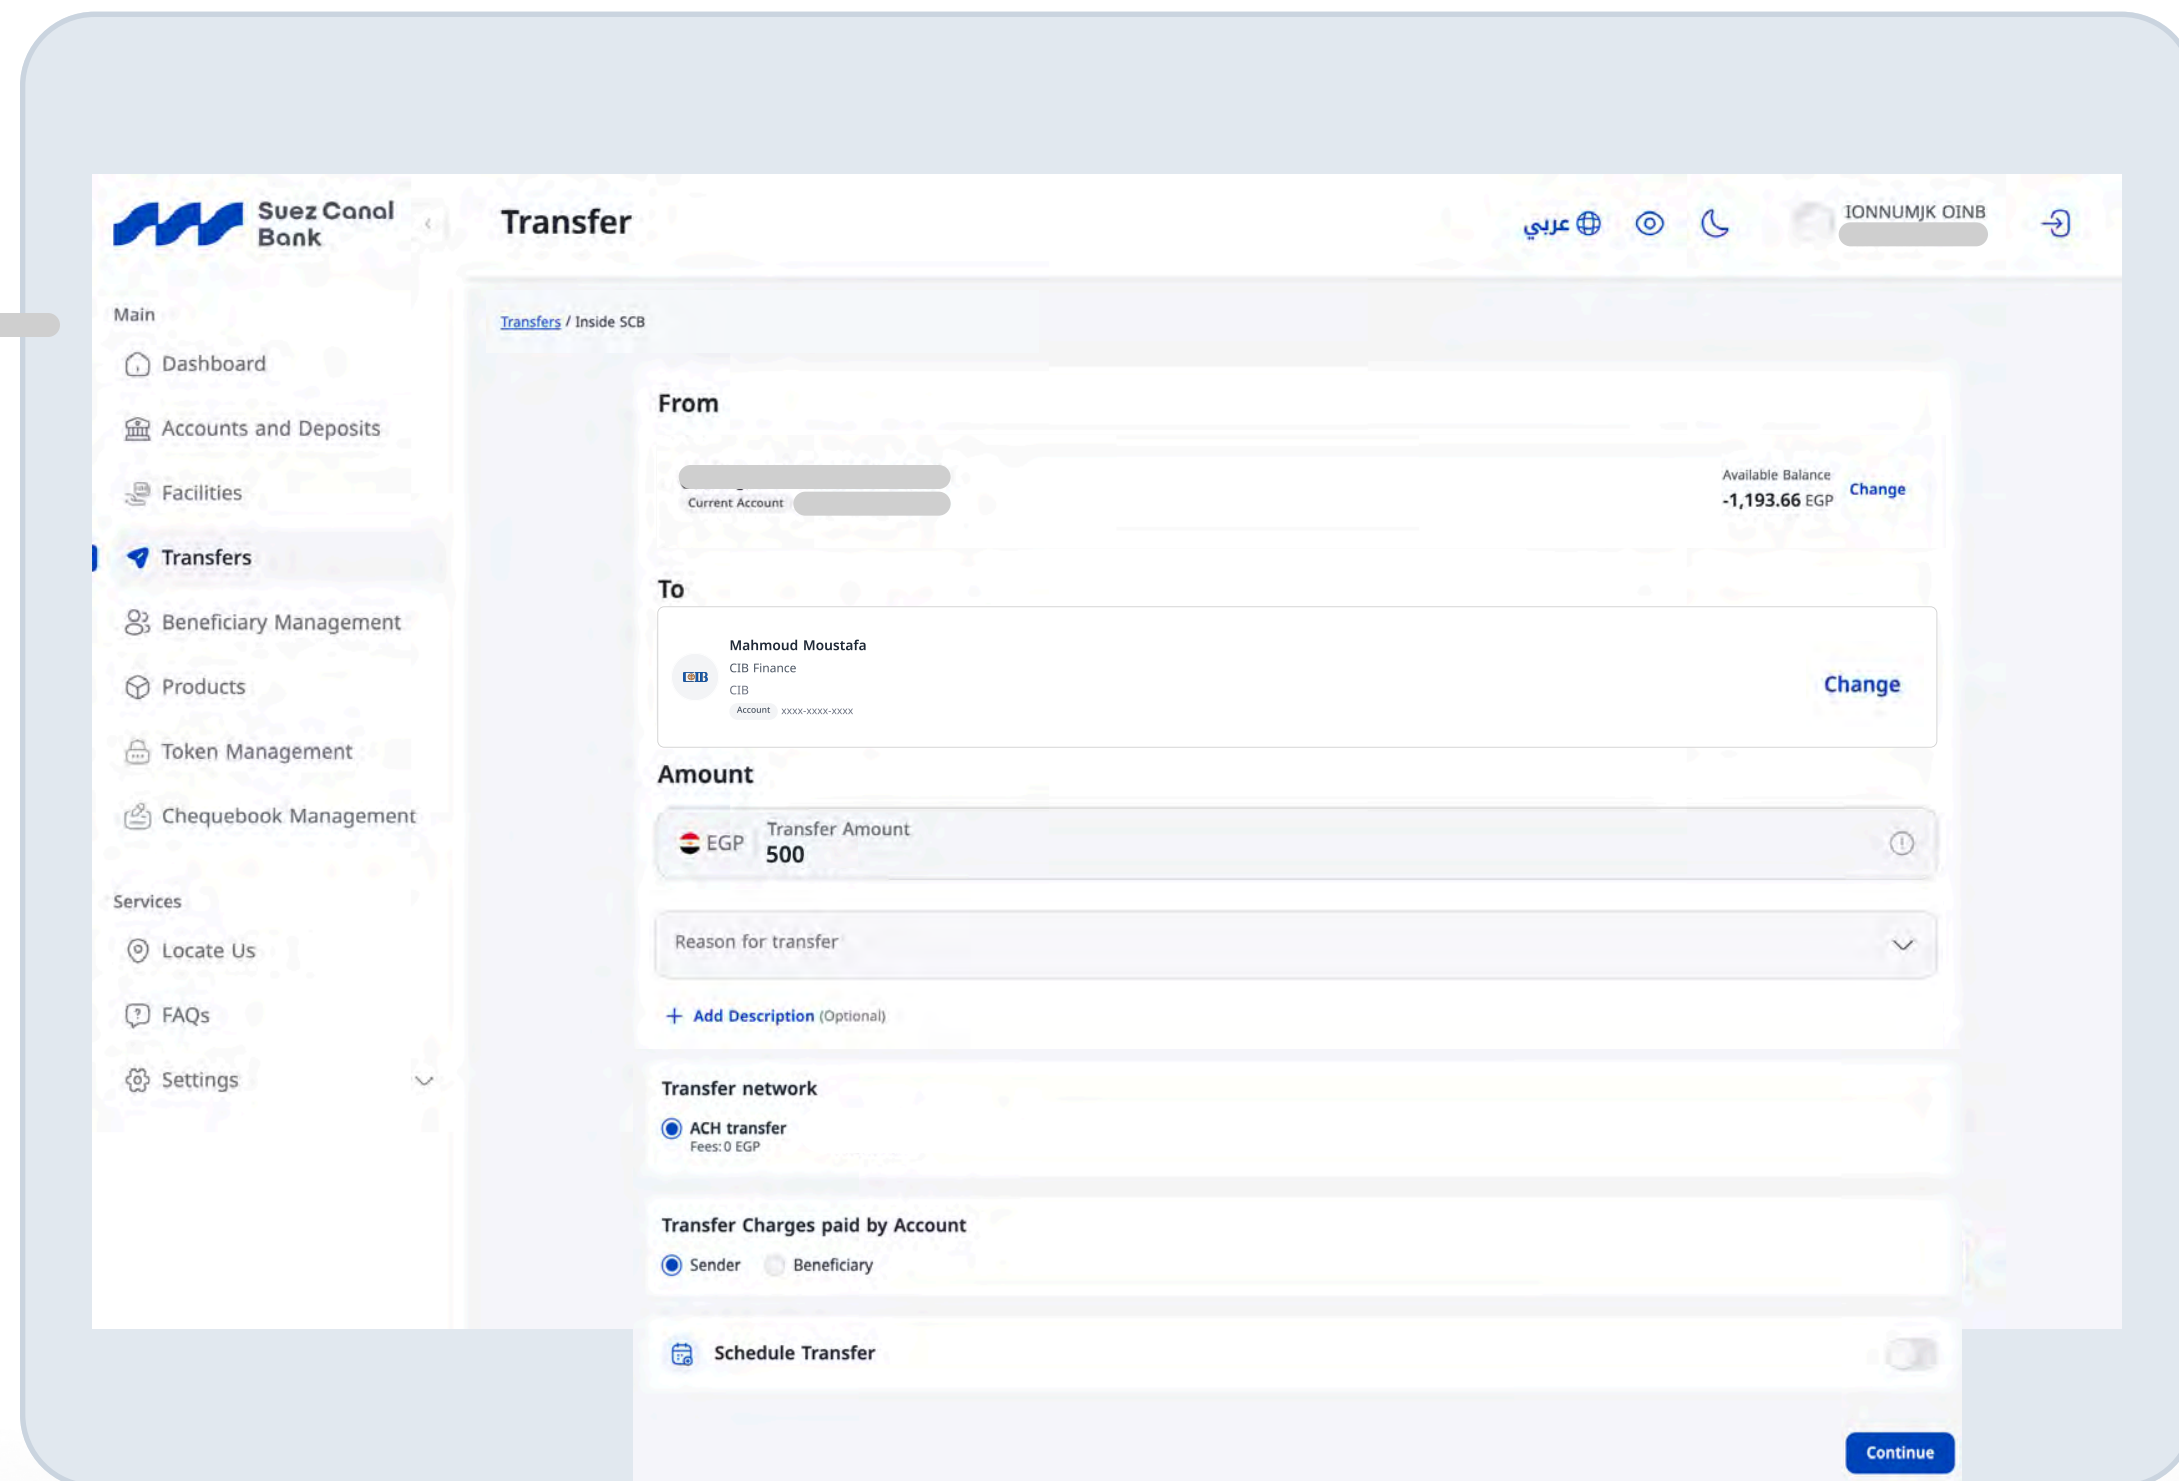 Suez Canal
Bank
Transfer
عربي
IONNUMJK OINB
Main
Dashboard
Accounts and Deposits
Facilities
Transfers
Beneficiary Management
Products
Token Management
Chequebook Management
Services
Locate Us
FAQs
Settings
Transfers / Inside SCB
From
Current Account
Available Balance
-1,193.66 EGP
Change
To
CIB
Mahmoud Moustafa
CIB Finance
CIB
Account xxxx-xxxx-xxxx
Change
Amount
EGP
Transfer Amount
500
Reason for transfer
Add Description (Optional)
Transfer network
ACH transfer
Fees:0 EGP
Transfer Charges paid by Account
Sender
Beneficiary
Schedule Transfer
Continue